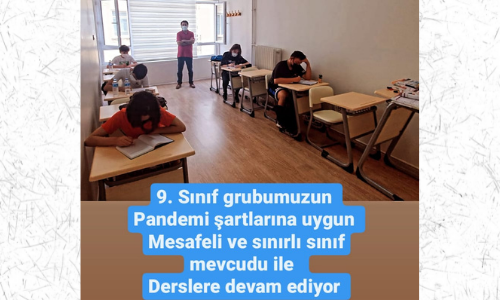 9. Sınıf grubumuzun
Pandemi şartlarına uygun
Mesafeli ve sınırlı sınıf
mevcudu ile
Derslere devam ediyor